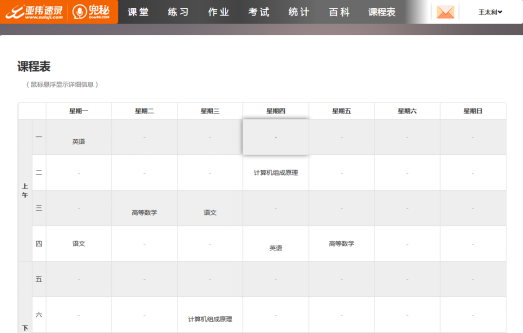 亚伟速录 兜秘 课堂 练习 作业 考试 统计 百科 课程表 王太利
课程表
（鼠标悬浮显示详细信息）
星期一 星期二 星期三 星期四 星期五 星期六 星期日
上午
一 英语 - - - - - -
二 - - - 计算机组成原理 - - -
三 - 高等数学 语文 - - - -
四 语文 - - 英语 高等数学 - -
下
五 - - - - - - -
六 - - 计算机组成原理 - - - -